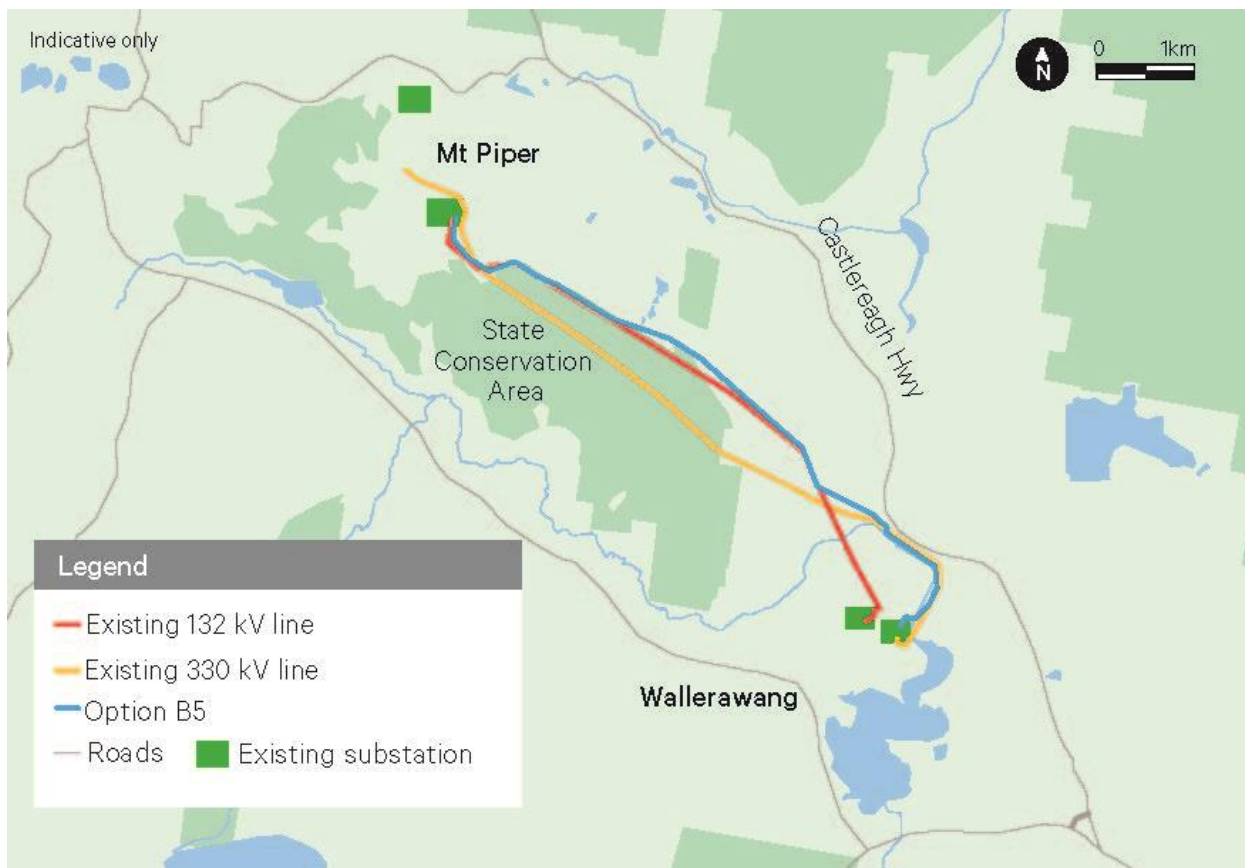 Indicative only
N
0 1km
Mt Piper
Castlereagh Hwy
State
Conservation
Area
Legend
Existing 132 kV line
Existing 330 kV line
Option B5
Roads Existing substation
Wallerawang